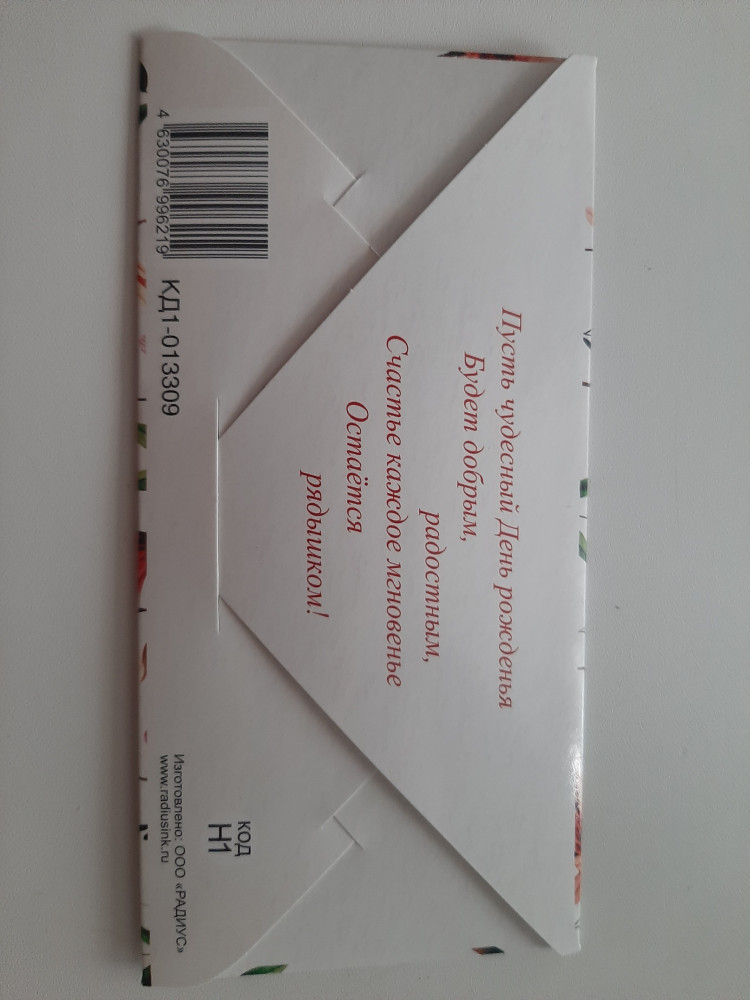 Пусть чудесный День рожденья
Будет добрым,
радостным,
Счастье каждое мгновенье
Остаётся
рядышком!
4 630076 996219
КД1-013309
КОД
Н1
Изготовлено: ООО «РАДИУС»
www.radiusink.ru